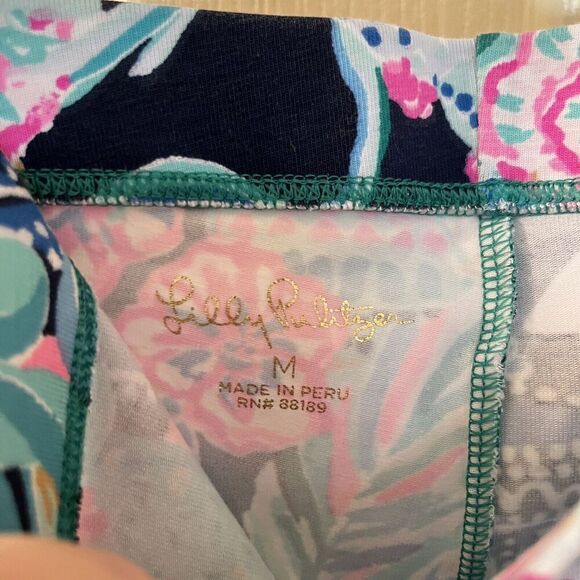 Lilly Pulitzer
M
MADE IN PERU
RN# 88189